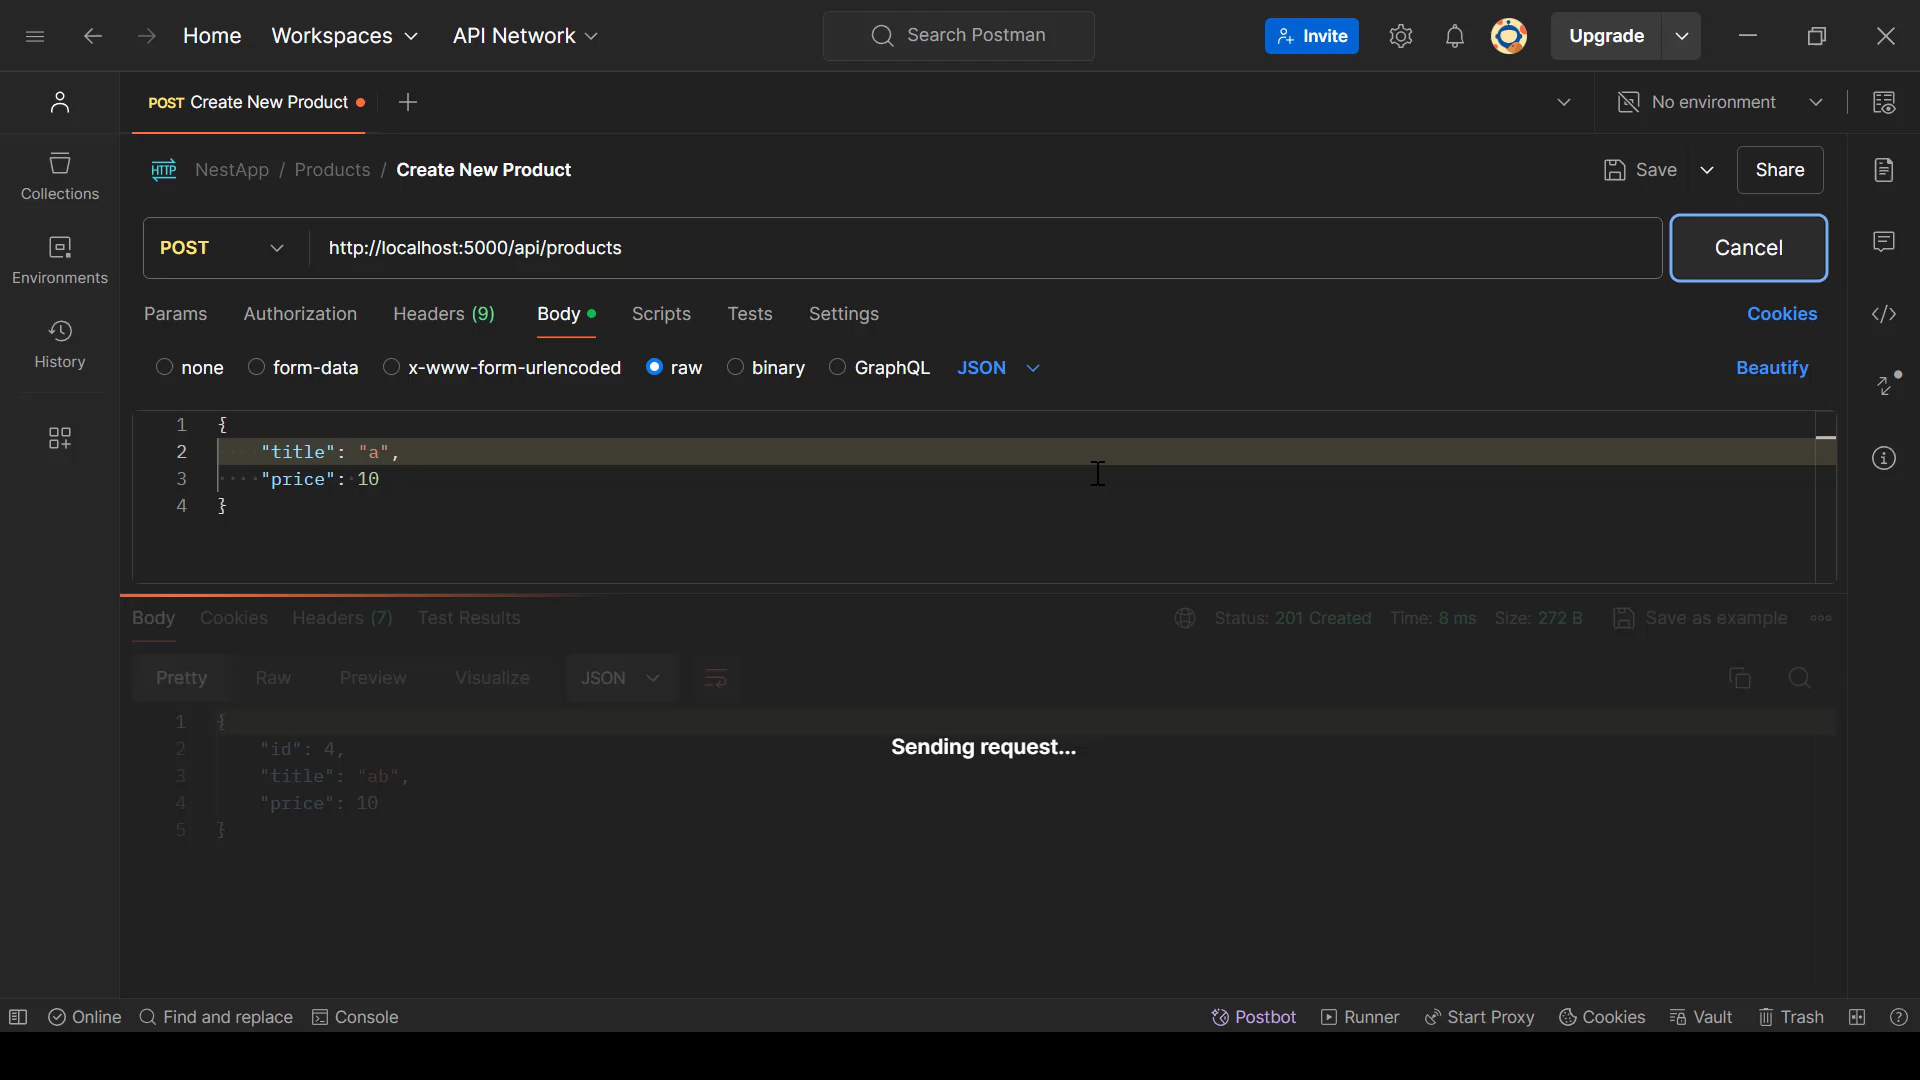 Home Workspaces API Network Search Postman Invite Upgrade
POST Create New Product No environment
HTTP NestApp / Products / Create New Product Save Share
Collections
POST http://localhost:5000/api/products Cancel
Environments
Params Authorization Headers (9) Body Scripts Tests Settings Cookies
History
none form-data x-www-form-urlencoded raw binary GraphQL JSON Beautify
1 {
2 "title": "a",
3 "price": 10
4 }
Body Cookies Headers (7) Test Results Status: 201 Created Time: 8 ms Size: 272 B Save as example
Pretty Raw Preview Visualize JSON
1 {
2 "id": 4,
Sending request...
3 "title": "ab",
4 "price": 10
5 }
Online Find and replace Console Postbot Runner Start Proxy Cookies Vault Trash